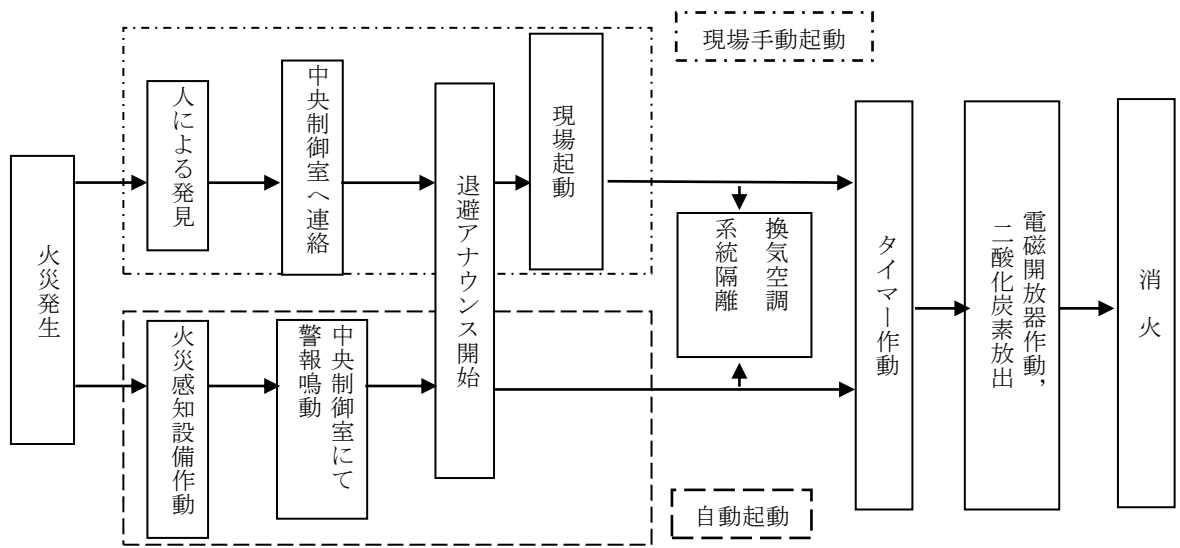 火災発生
人による発見
中央制御室へ連絡
退避アナウンス開始
現場起動
現場手動起動
火災感知設備作動
中央制御室にて
警報鳴動
換気空調
系統隔離
自動起動
タイマー作動
電磁開放器作動，
二酸化炭素放出
消火